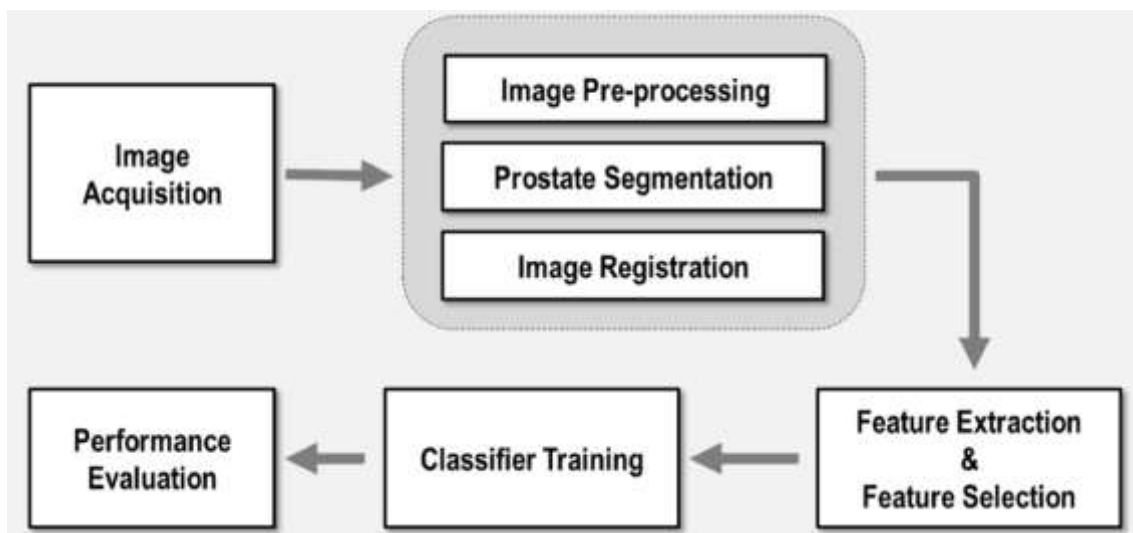 Image
Acquisition
Image Pre-processing
Prostate Segmentation
Image Registration
Feature Extraction
&
Feature Selection
Classifier Training
Performance
Evaluation